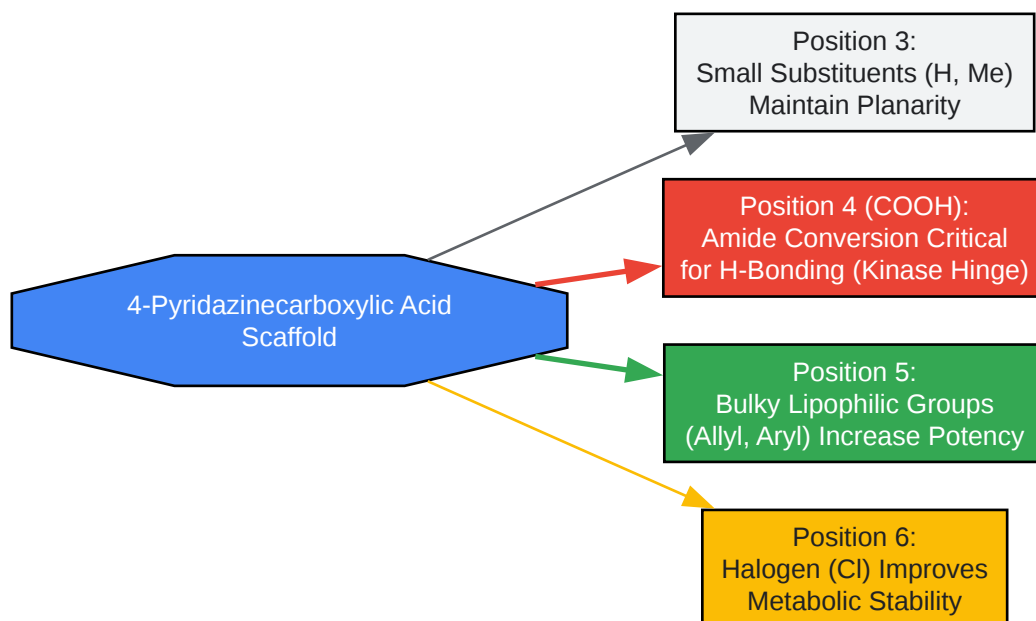 Position 3:
Small Substituents (H, Me)
Maintain Planarity
Position 4 (COOH):
Amide Conversion Critical
for H-Bonding (Kinase Hinge)
4-Pyridazinecarboxylic Acid
Scaffold
Position 5:
Bulky Lipophilic Groups
(Allyl, Aryl) Increase Potency
Position 6:
Halogen (Cl) Improves
Metabolic Stability